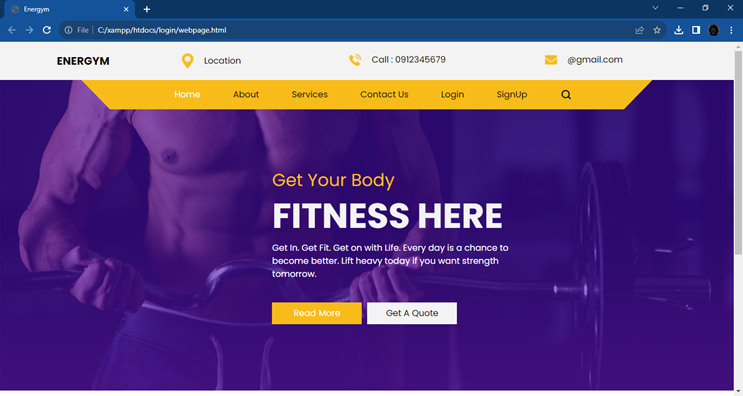 Energym
File
C:/xampp/htdocs/login/webpage.html
ENERGYM
Location
Call : 0912345679
@gmail.com
Home About Services Contact Us Login SignUp
Get Your Body
FITNESS HERE
Get In. Get Fit. Get on with Life. Every day is a chance to
become better. Lift heavy today if you want strength
tomorrow.
Read More
Get A Quote